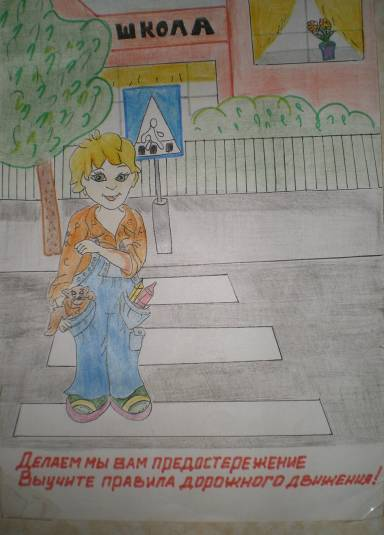 ШКОЛА
Делаем мы вам предостережение
Выучите правила дорожного движения!